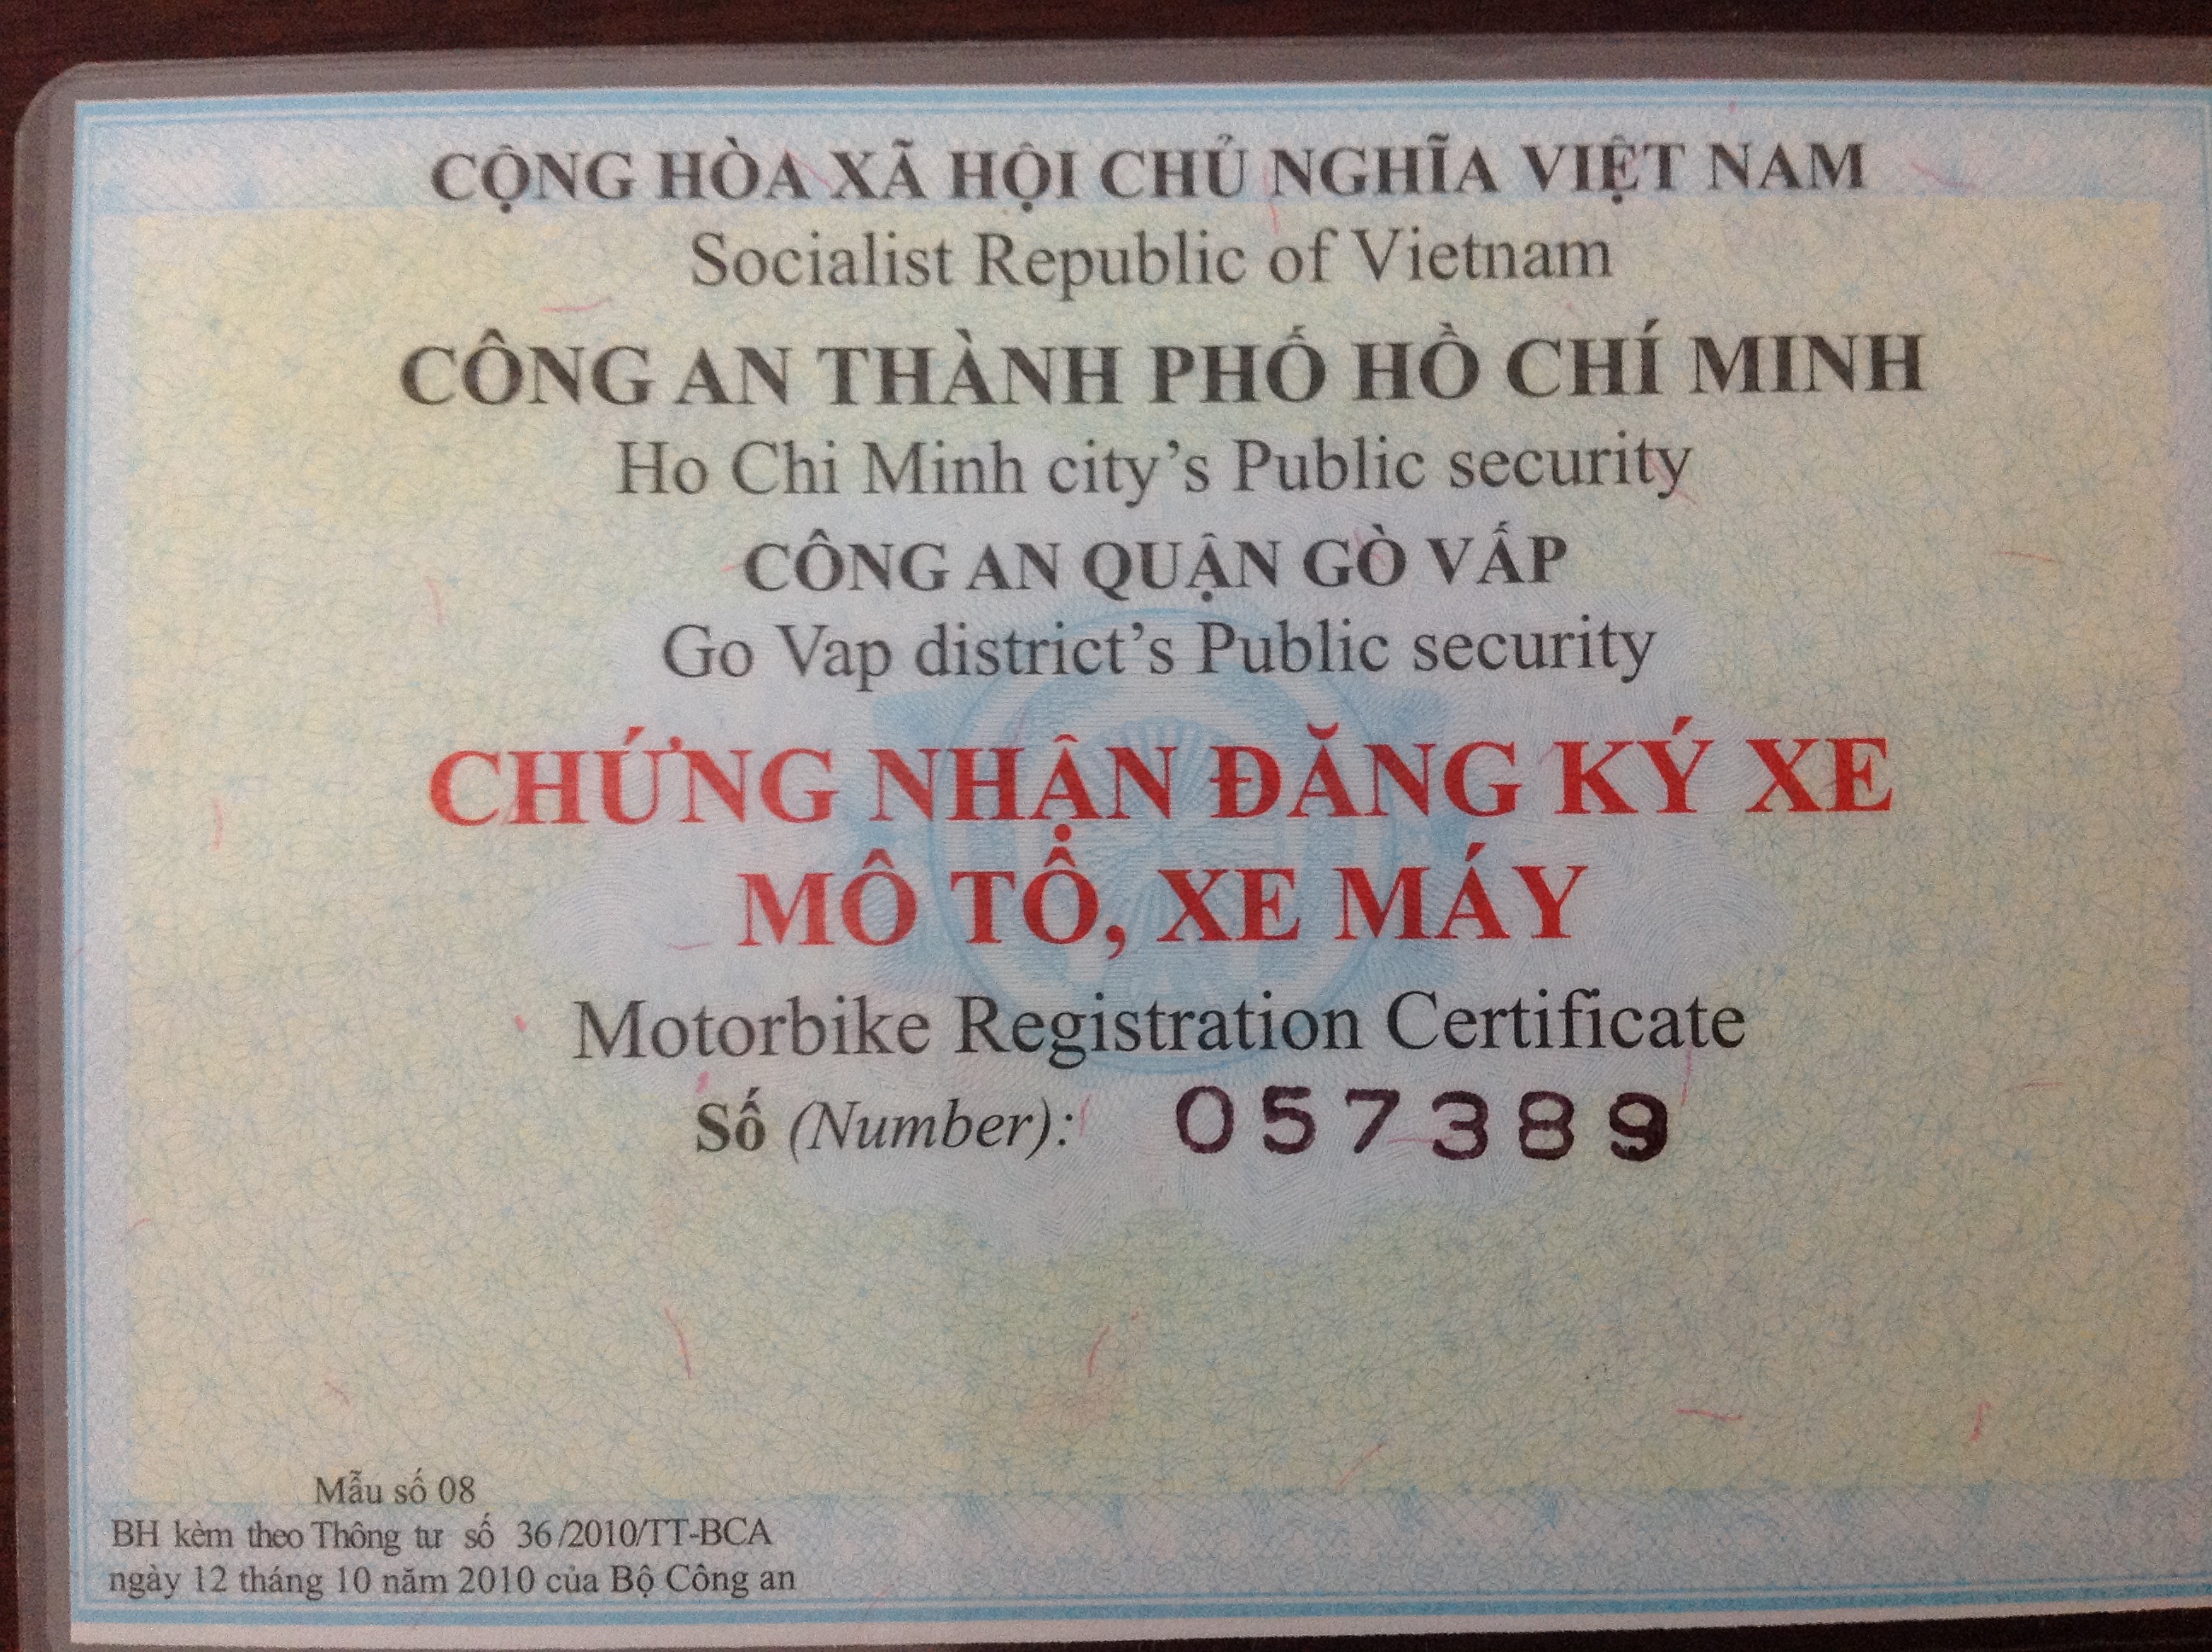 CỘNG HÒA XÃ HỘI CHỦ NGHĨA VIỆT NAM
Socialist Republic of Vietnam
CÔNG AN THÀNH PHỐ HỒ CHÍ MINH
Ho Chi Minh city’s Public security
CÔNG AN QUẬN GÒ VẤP
Go Vap district’s Public security
CHỨNG NHẬN ĐĂNG KÝ XE
MÔ TÔ, XE MÁY
Motorbike Registration Certificate
Số (Number): 057389
Mẫu số 08
BH kèm theo Thông tư số 36/2010/TT-BCA
ngày 12 tháng 10 năm 2010 của Bộ Công an